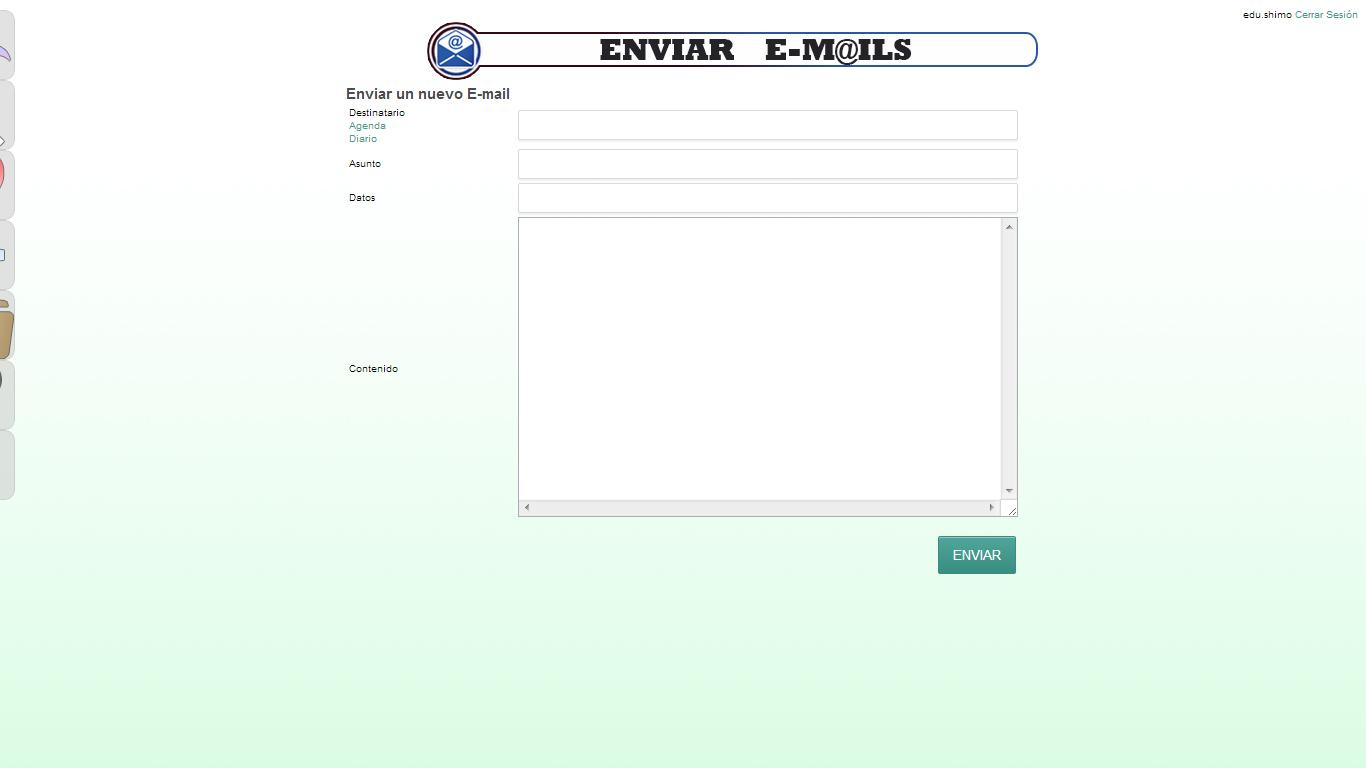 edu.shimo Cerrar Sesión
ENVIAR E-M@ILS
Enviar un nuevo E-mail
Destinatario
Agenda
Diario
Asunto
Datos
Contenido
ENVIAR